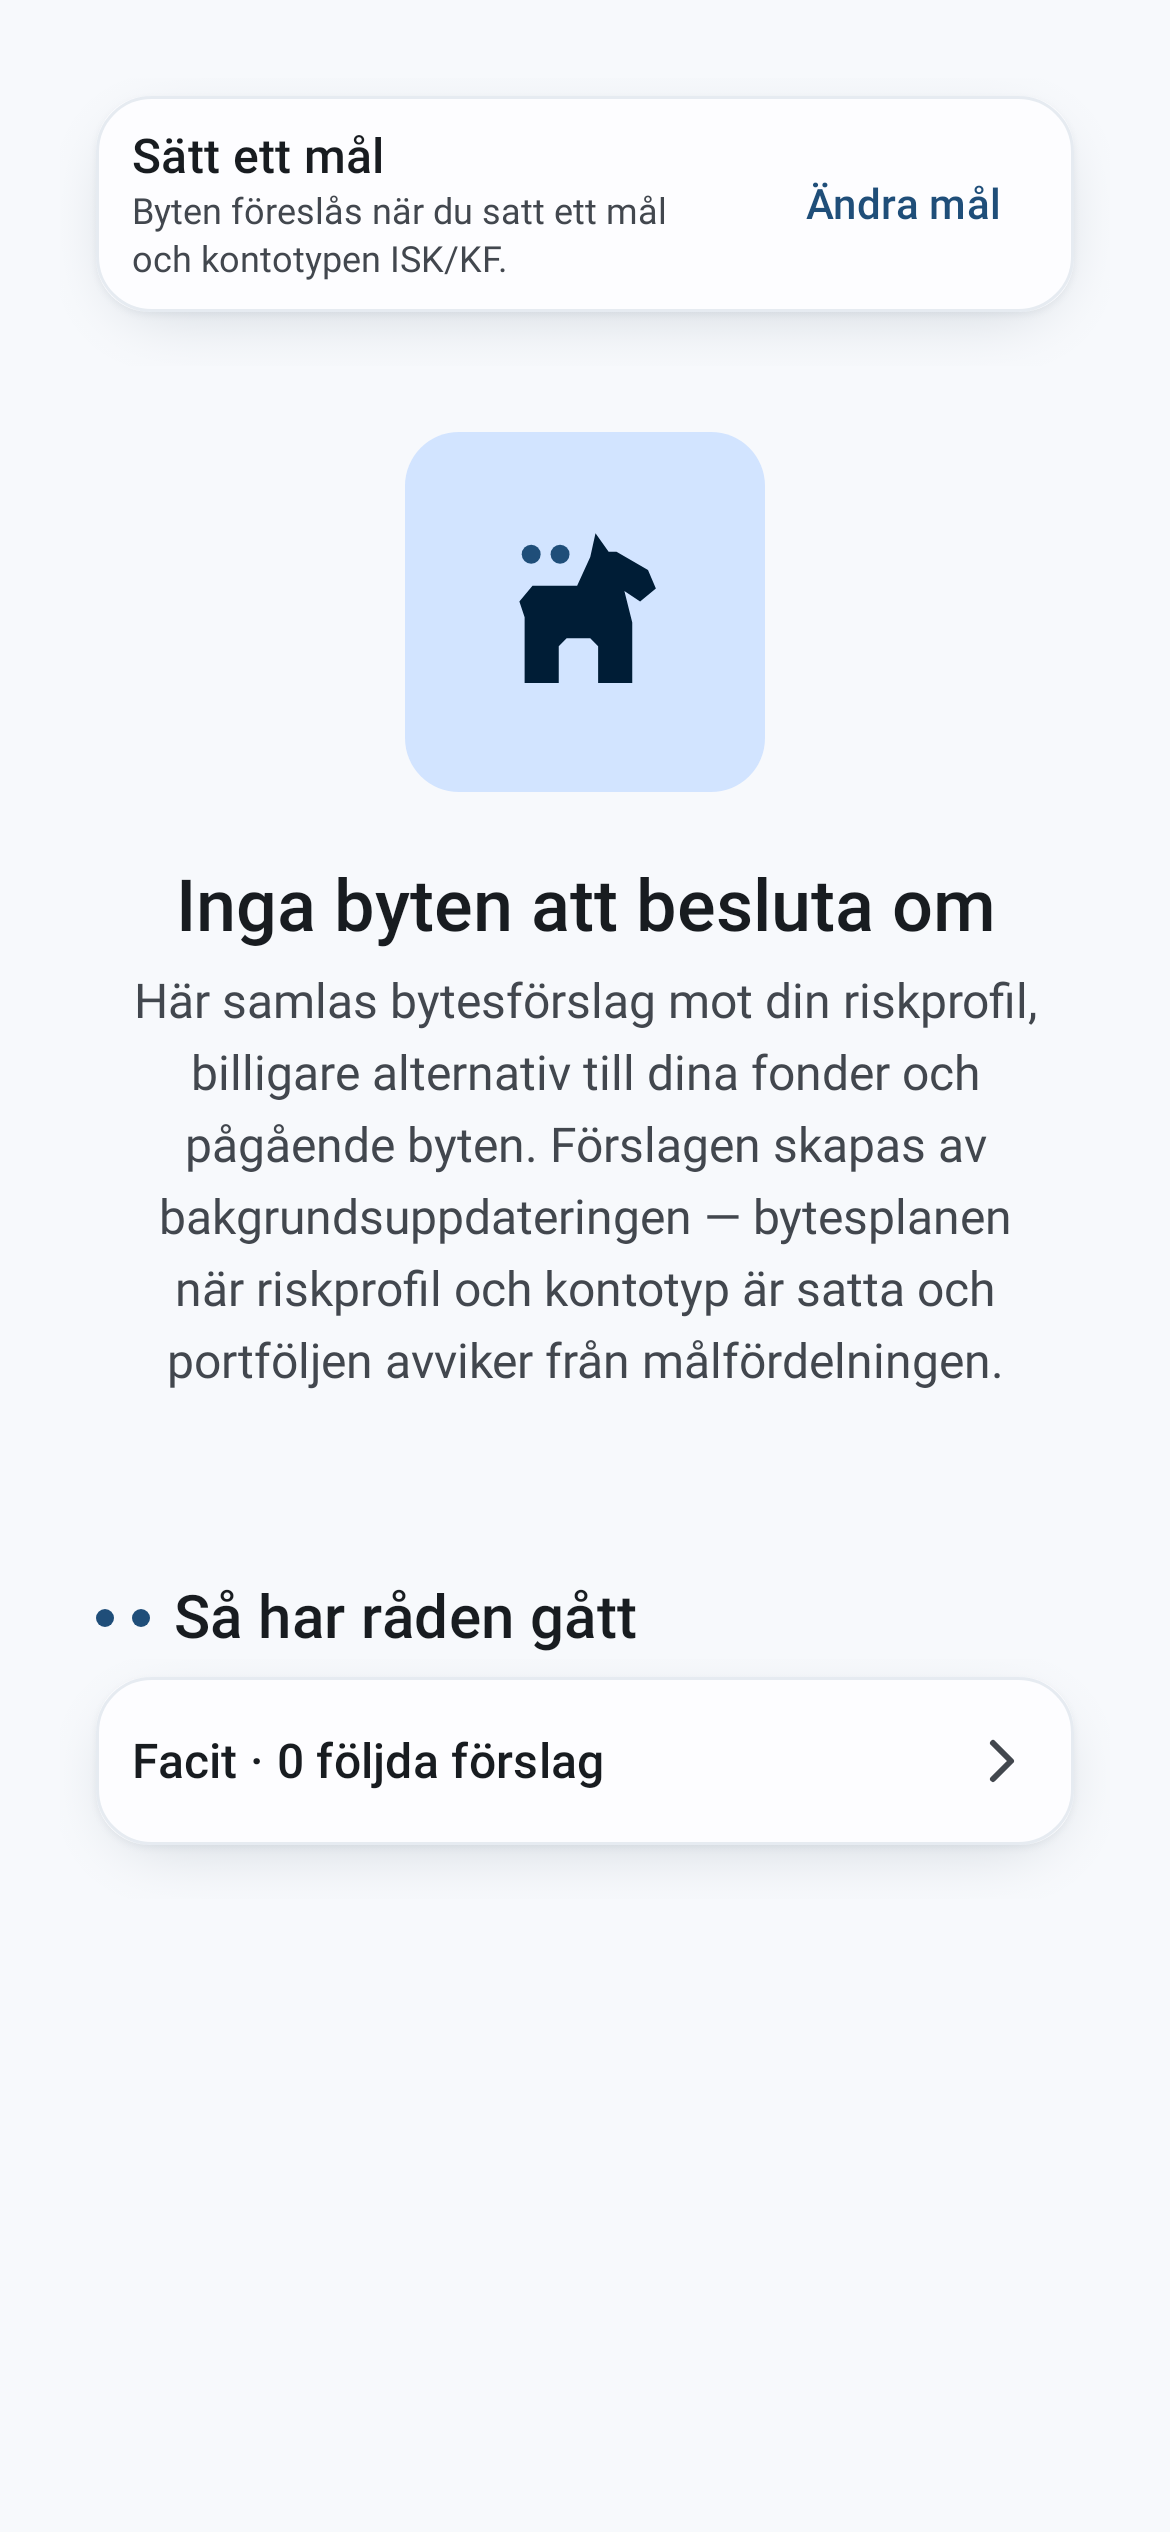 Sätt ett mål
Byten föreslås när du satt ett mål
och kontotypen ISK/KF.
Ändra mål
Inga byten att besluta om
Här samlas bytesförslag mot din riskprofil,
billigare alternativ till dina fonder och
pågående byten. Förslagen skapas av
bakgrundsuppdateringen — bytesplanen
när riskprofil och kontotyp är satta och
portföljen avviker från målfördelningen.
Så har råden gått
Facit · 0 följda förslag